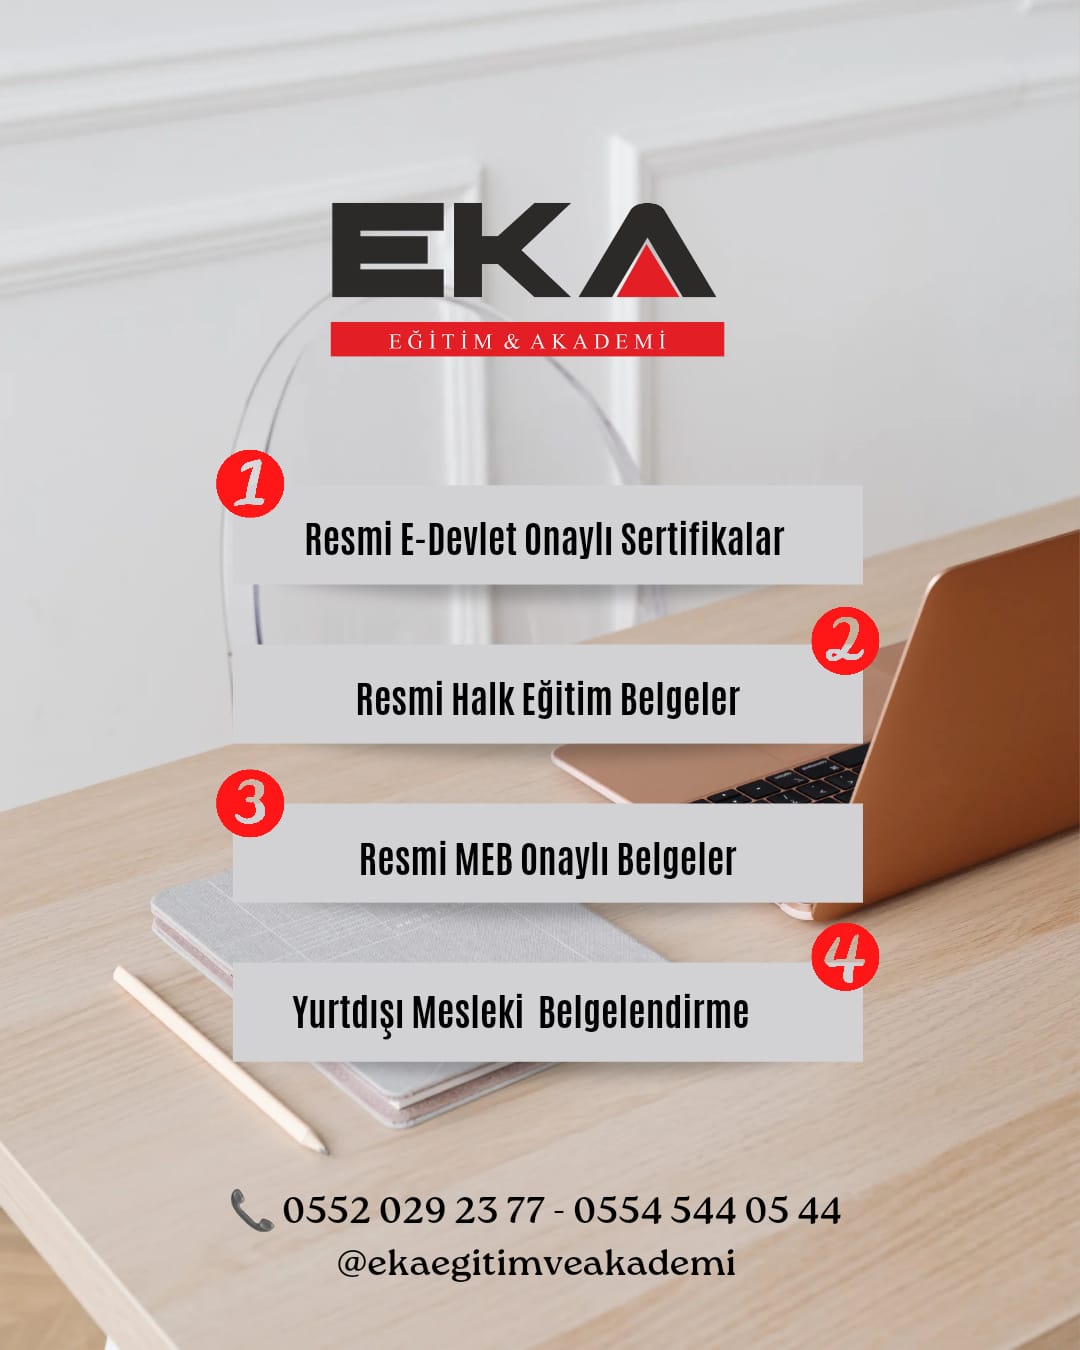 EKA
EĞİTİM & AKADEMİ
1
Resmi E-Devlet Onaylı Sertifikalar
2
Resmi Halk Eğitim Belgeler
3
Resmi MEB Onaylı Belgeler
4
Yurtdışı Mesleki Belgelendirme
0552 029 23 77 - 0554 544 05 44
@ekaegitimveakademi